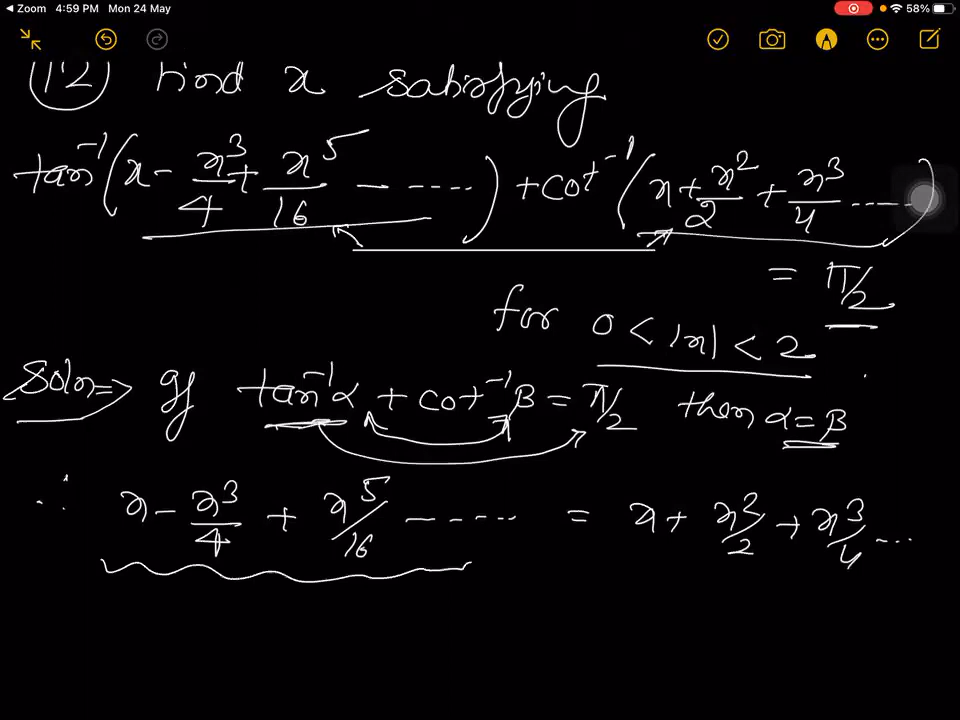 Zoom 4:59 PM Mon 24 May 58%
(12) Find x satisfying
tan⁻¹(x - x³/4 + x⁵/16 - ......) + cot⁻¹(x + x²/2 + x³/4 .....)
= π/2
for 0 < |x| < 2
Soln => If tan⁻¹α + cot⁻¹β = π/2 then α = β
∴ x - x³/4 + x⁵/16 ------- = x + x²/2 + x³/4 ....